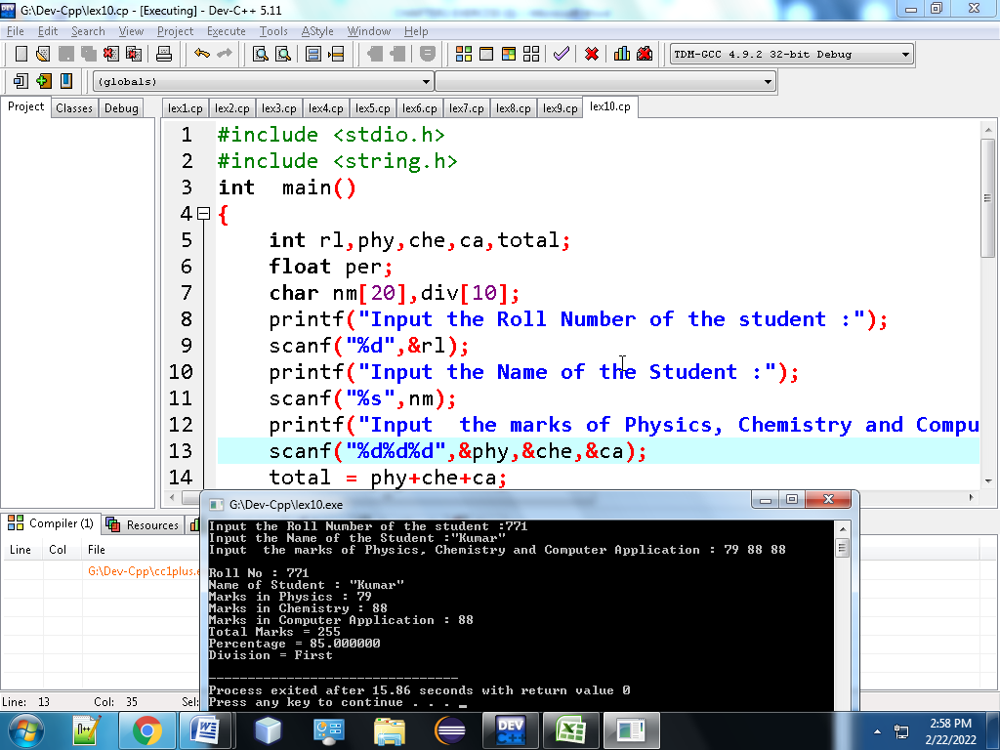 G:\Dev-Cpp\lex10.cp - [Executing] - Dev-C++ 5.11
File Edit Search View Project Execute Tools AStyle Window Help
TDM-GCC 4.9.2 32-bit Debug
(globals)
Project Classes Debug
lex1.cp lex2.cp lex3.cp lex4.cp lex5.cp lex6.cp lex7.cp lex8.cp lex9.cp lex10.cp
1 #include <stdio.h>
2 #include <string.h>
3 int  main()
4 {
5 int rl,phy,che,ca,total;
6 float per;
7 char nm[20],div[10];
8 printf("Input the Roll Number of the student :");
9 scanf("%d",&rl);
10 printf("Input the Name of the Student :");
11 scanf("%s",nm);
12 printf("Input  the marks of Physics, Chemistry and Compu
13 scanf("%d%d%d",&phy,&che,&ca);
14 total = phy+che+ca;
Compiler (1) Resources
Line Col File
G:\Dev-Cpp\cc1plus.e
G:\Dev-Cpp\lex10.exe
Input the Roll Number of the student :771
Input the Name of the Student :"Kumar"
Input  the marks of Physics, Chemistry and Computer Application : 79 88 88
Roll No : 771
Name of Student : "Kumar"
Marks in Physics : 79
Marks in Chemistry : 88
Marks in Computer Application : 88
Total Marks = 255
Percentage = 85.000000
Division = First
--------------------------------
Process exited after 15.86 seconds with return value 0
Press any key to continue . . . _
Line: 13 Col: 35 Sel:
DEV C++
2:58 PM
2/22/2022